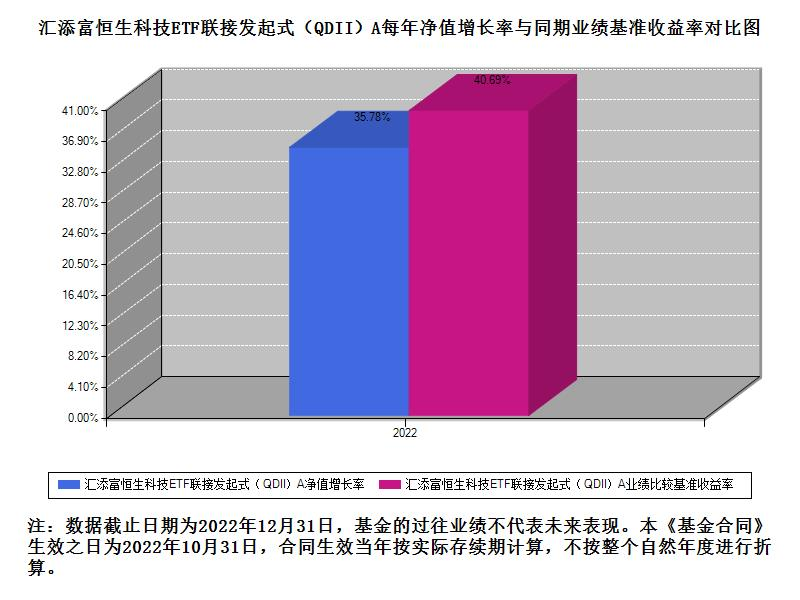 汇添富恒生科技ETF联接发起式（QDII）A每年净值增长率与同期业绩基准收益率对比图
40.69%
35.78%
41.00%
36.90%
32.80%
28.70%
24.60%
20.50%
16.40%
12.30%
8.20%
4.10%
0.00%
2022
汇添富恒生科技ETF联接发起式（QDII）A净值增长率 汇添富恒生科技ETF联接发起式（QDII）A业绩比较基准收益率
注：数据截止日期为2022年12月31日，基金的过往业绩不代表未来表现。本《基金合同》
生效之日为2022年10月31日，合同生效当年按实际存续期计算，不按整个自然年度进行折
算。